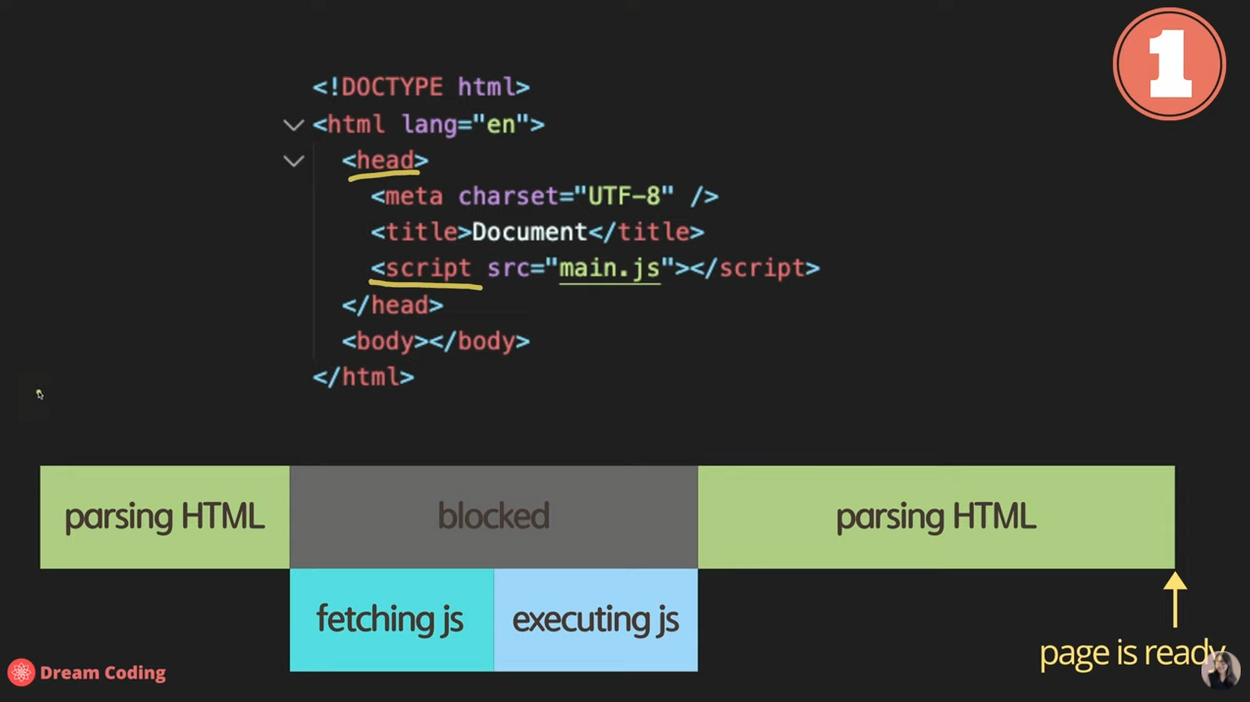 1
<!DOCTYPE html>
<html lang="en">
<head>
<meta charset="UTF-8" />
<title>Document</title>
<script src="main.js"></script>
</head>
<body></body>
</html>
parsing HTML blocked parsing HTML
fetching js executing js
page is ready
Dream Coding